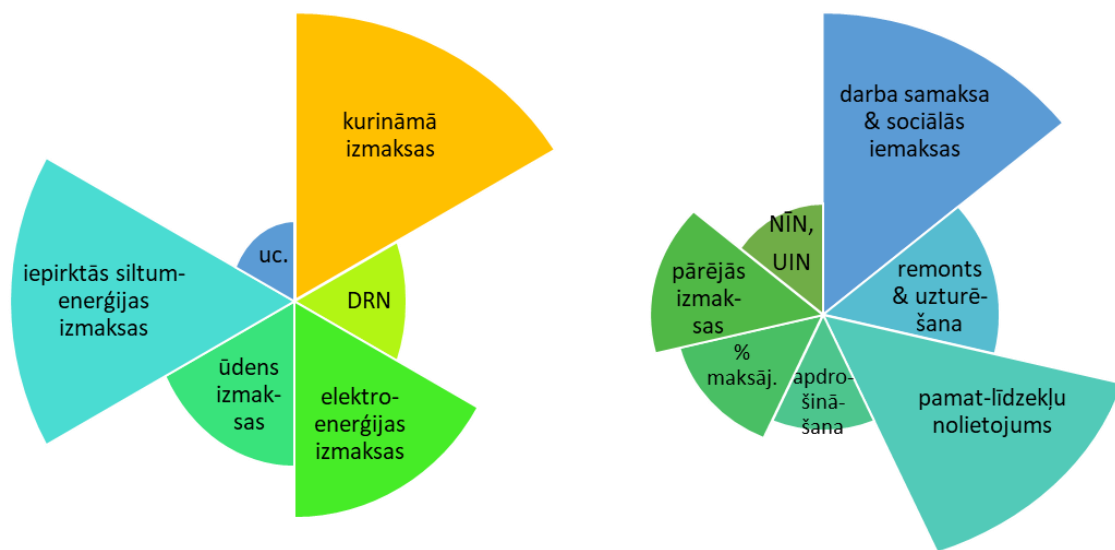 kurināmā
izmaksas
DRN
elektro-
enerģijas
izmaksas
ūdens
izmak-
sas
iepirktās siltum-
enerģijas
izmaksas
uc.
darba samaksa
& sociālās
iemaksas
remonts
& uzturē-
šana
pamat-līdzekļu
nolietojums
apdro-
šinā-
šana
%
maksāj.
pārējās
izmak-
sas
NĪN,
UIN